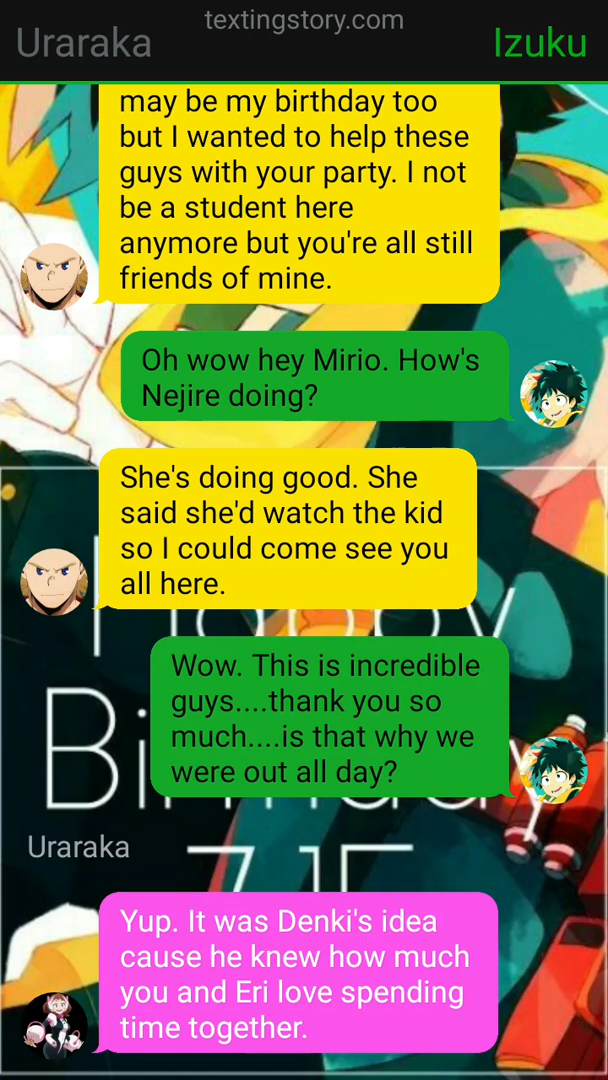 textingstory.com
Uraraka
Izuku
may be my birthday too
but I wanted to help these
guys with your party. I not
be a student here
anymore but you're all still
friends of mine.
Oh wow hey Mirio. How's
Nejire doing?
She's doing good. She
said she'd watch the kid
so I could come see you
all here.
Wow. This is incredible
guys....thank you so
much....is that why we
were out all day?
Uraraka
Yup. It was Denki's idea
cause he knew how much
you and Eri love spending
time together.